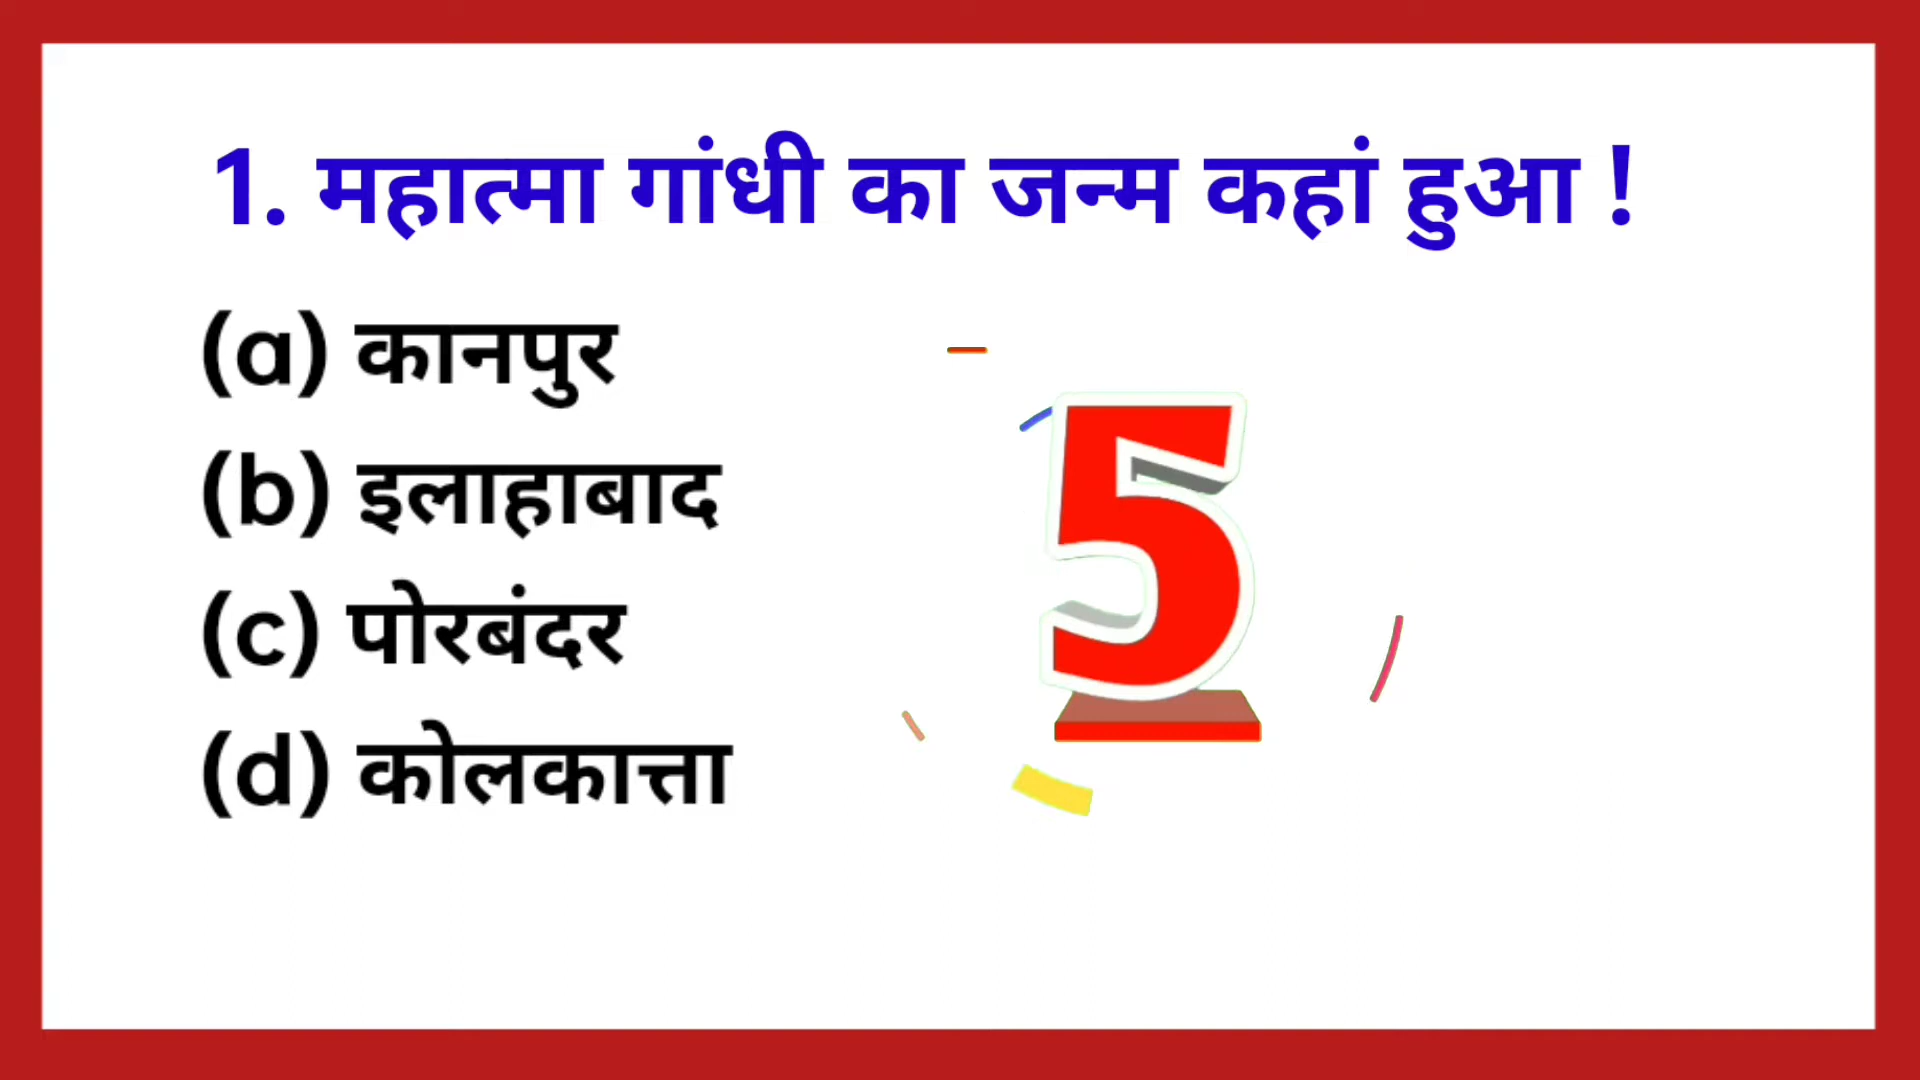 1. महात्मा गांधी का जन्म कहां हुआ !
(a) कानपुर
(b) इलाहाबाद
(c) पोरबंदर
(d) कोलकात्ता
5